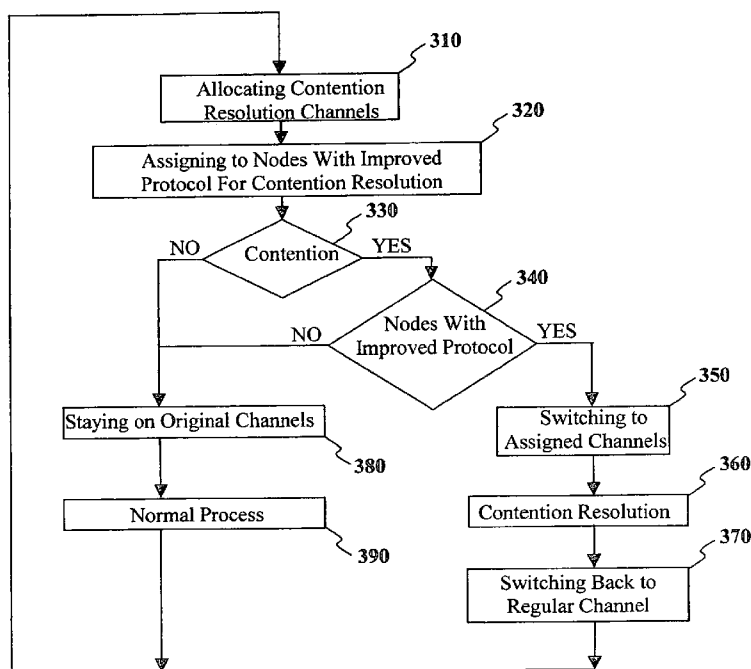 310
Allocating Contention
Resolution Channels
320
Assigning to Nodes With Improved
Protocol For Contention Resolution
330
NO
Contention
YES
340
NO
Nodes With
Improved Protocol
YES
350
Staying on Original Channels
380
Switching to
Assigned Channels
360
Normal Process
390
Contention Resolution
370
Switching Back to
Regular Channel